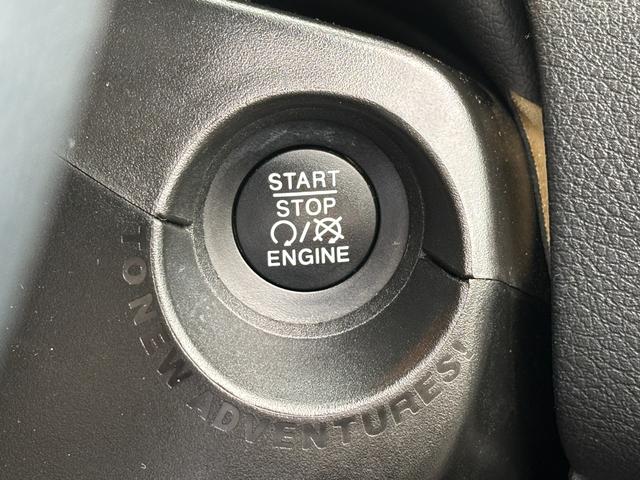 START
STOP
/
ENGINE
TO NEW ADVENTURES!